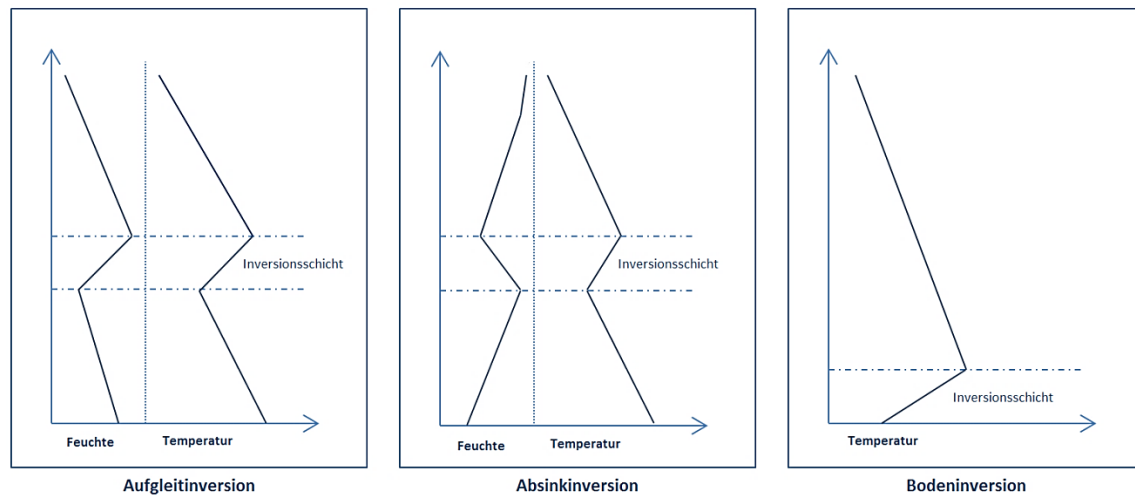 Inversionsschicht
Feuchte
Temperatur
Aufgleitinversion
Inversionsschicht
Feuchte
Temperatur
Absinkinversion
Inversionsschicht
Temperatur
Bodeninversion